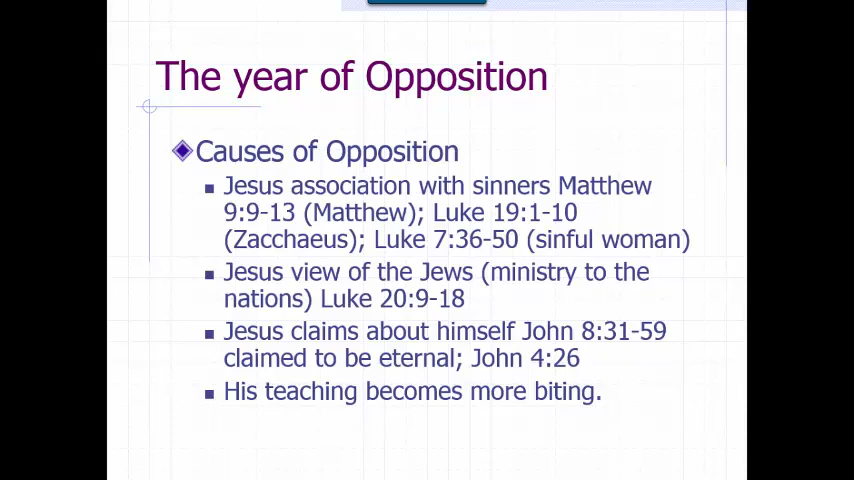 The year of Opposition
Causes of Opposition
Jesus association with sinners Matthew
9:9-13 (Matthew); Luke 19:1-10
(Zacchaeus); Luke 7:36-50 (sinful woman)
Jesus view of the Jews (ministry to the
nations) Luke 20:9-18
Jesus claims about himself John 8:31-59
claimed to be eternal; John 4:26
His teaching becomes more biting.